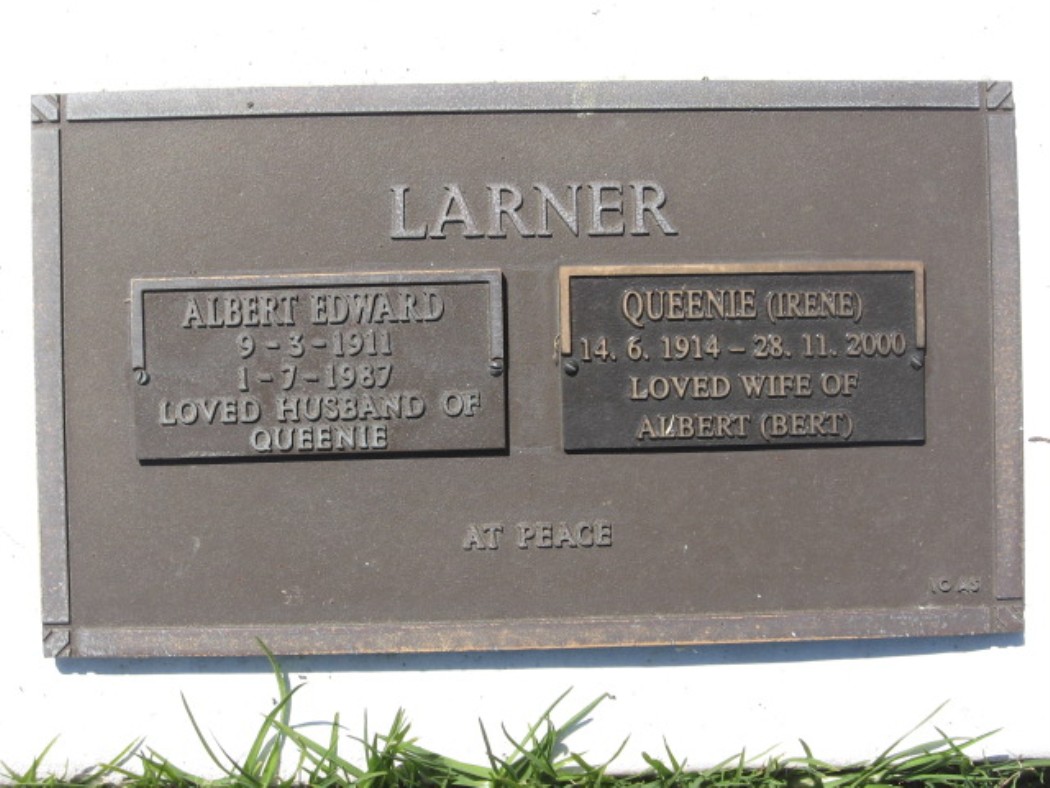 LARNER
ALBERT EDWARD
9-3-1911
1-7-1987
LOVED HUSBAND OF
QUEENIE
QUEENIE (IRENE)
14. 6. 1914 – 28. 11. 2000
LOVED WIFE OF
ALBERT (BERT)
AT PEACE